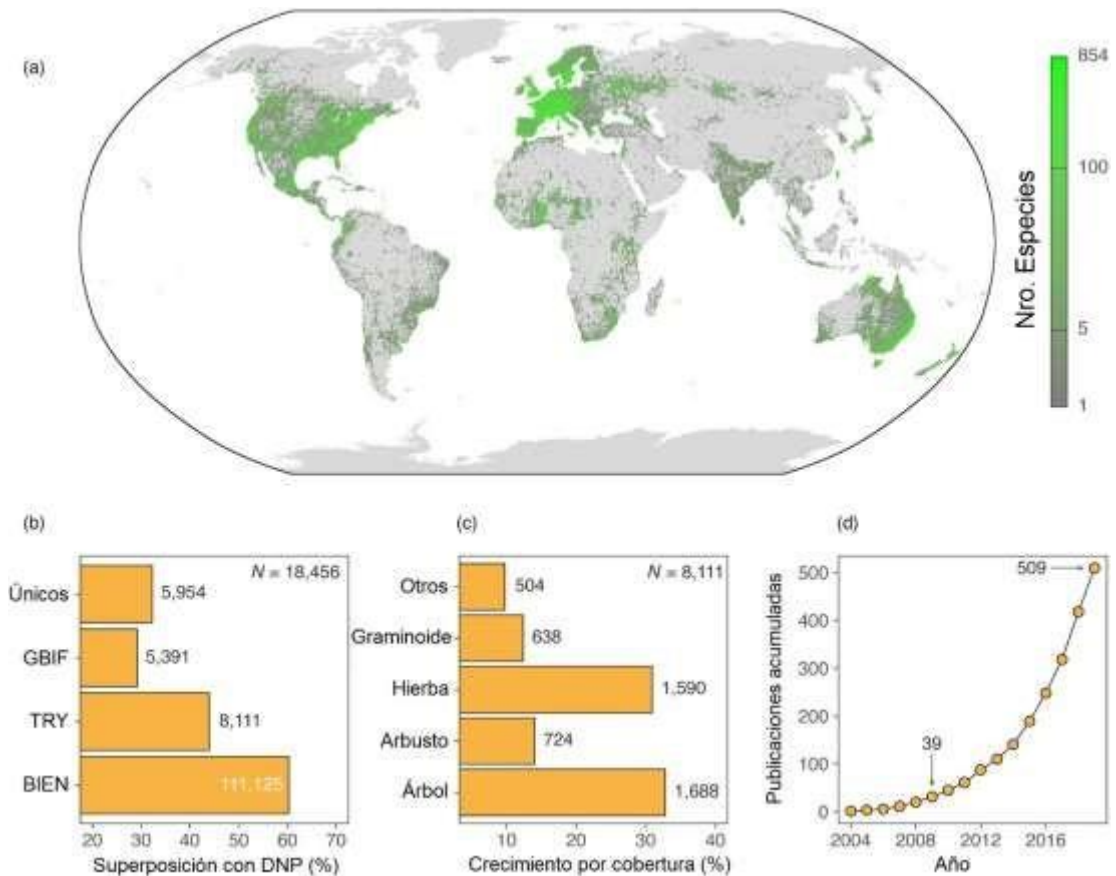 (a)
854
100
5
1
Nro. Especies
(b)
N = 18,456
Únicos
5,954
GBIF
5,391
TRY
8,111
BIEN
111,125
20 30 40 50 60 70
Superposición con DNP (%)
(c)
N = 8,111
Otros
504
Graminoide
638
Hierba
1,590
Arbusto
724
Árbol
1,688
10 20 30 40
Crecimiento por cobertura (%)
(d)
Publicaciones acumuladas
500
400
300
200
100
0
509
39
2004 2008 2012 2016
Año